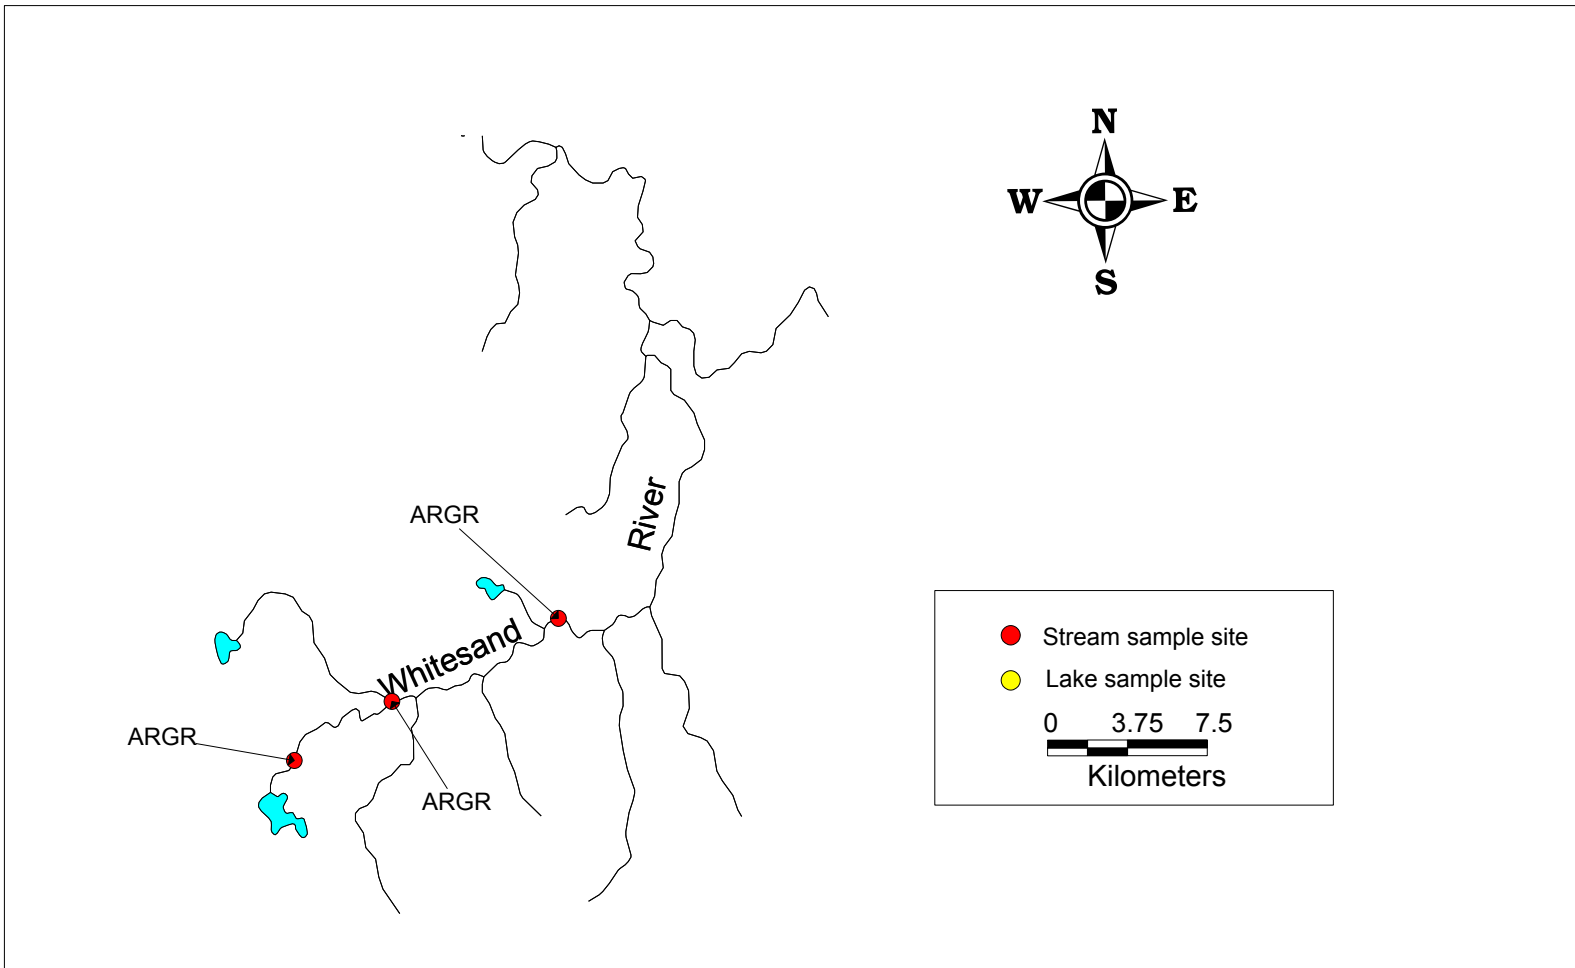 N
W E
S
ARGR
River
Whitesand
ARGR
ARGR
Stream sample site
Lake sample site
0 3.75 7.5
Kilometers